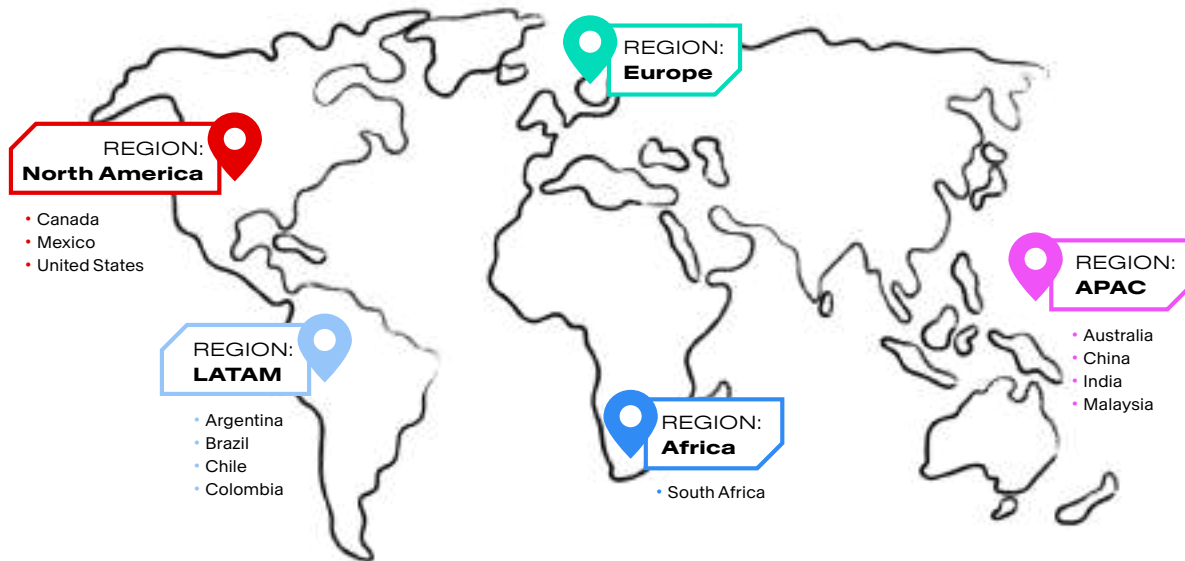 REGION:
Europe
REGION:
North America
• Canada
• Mexico
• United States
REGION:
APAC
• Australia
• China
• India
• Malaysia
REGION:
LATAM
• Argentina
• Brazil
• Chile
• Colombia
REGION:
Africa
• South Africa